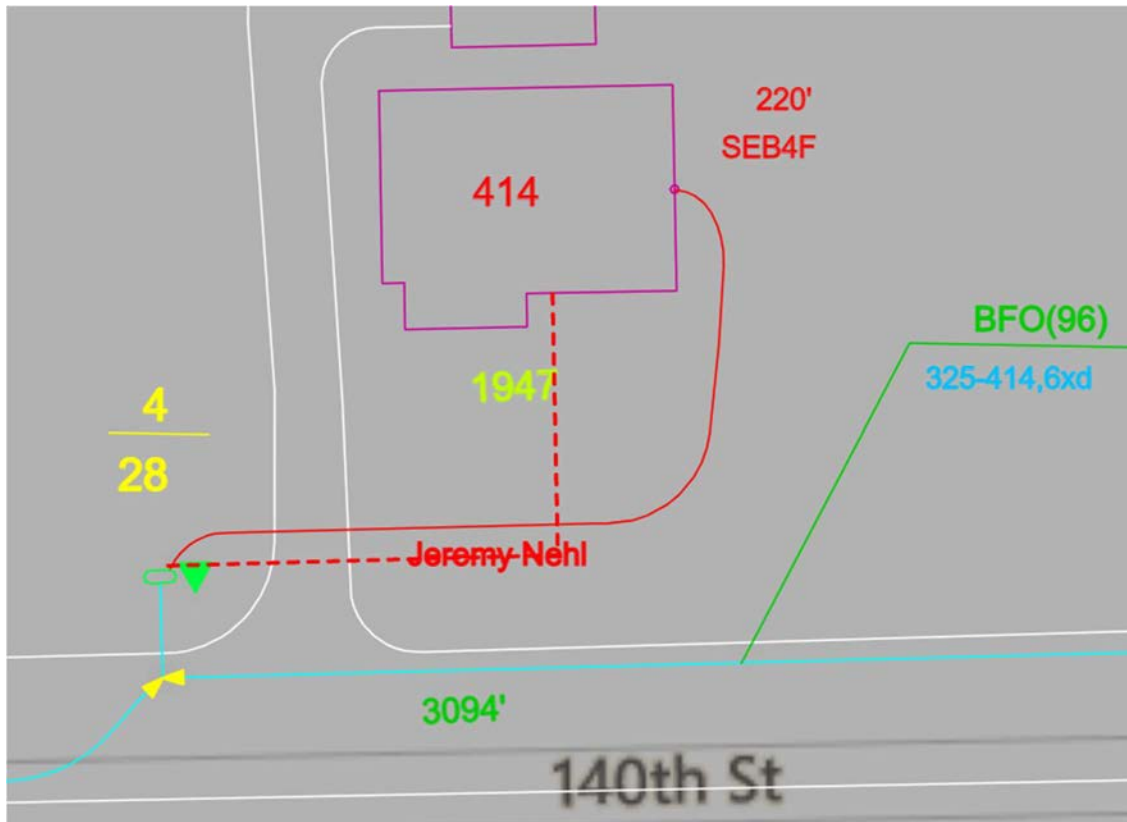 220'
SEB4F
414
BFO(96)
325-414,6xd
1947
4
28
Jeremy Nehl
3094'
140th St